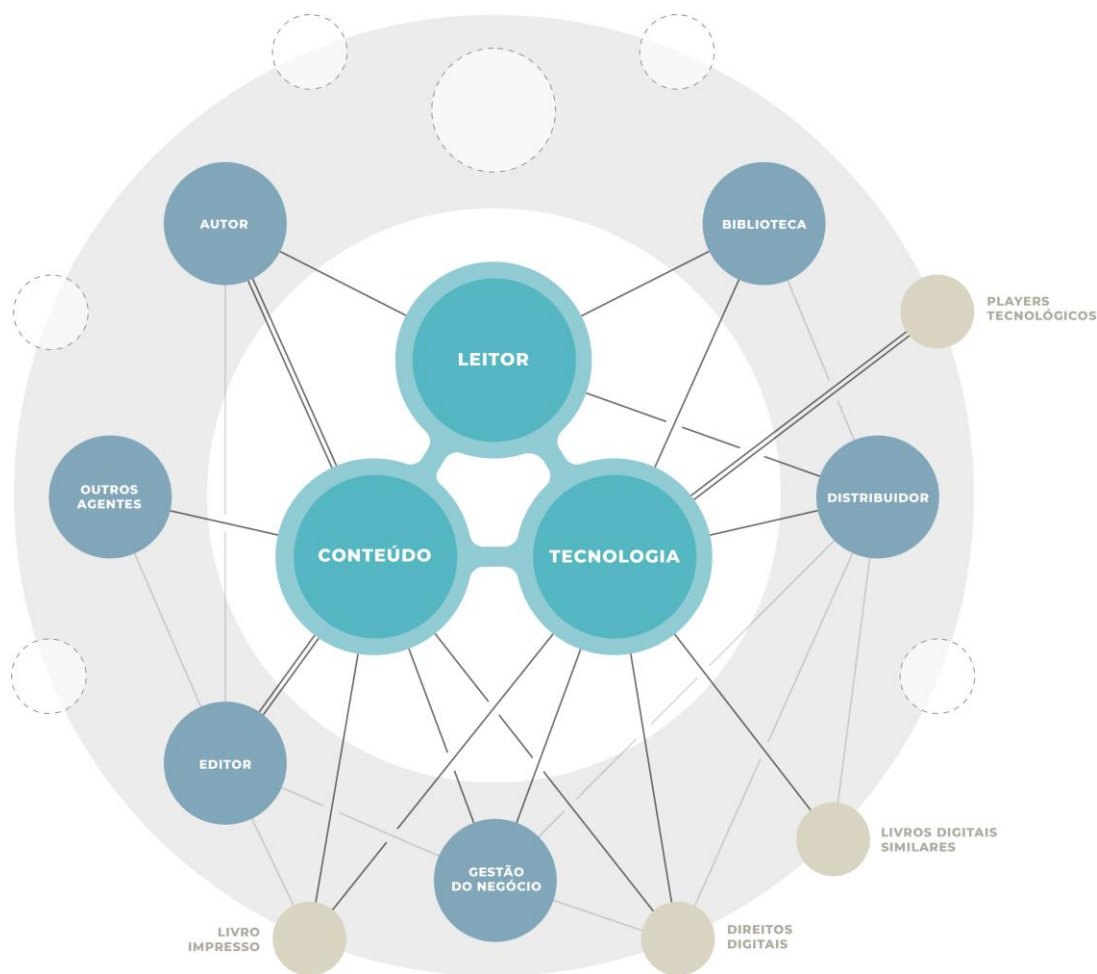 AUTOR
BIBLIOTECA
PLAYERS
TECNOLÓGICOS
LEITOR
OUTROS
AGENTES
DISTRIBUIDOR
CONTEÚDO
TECNOLOGIA
EDITOR
LIVROS DIGITAIS
SIMILARES
GESTÃO
DO NEGÓCIO
LIVRO
IMPRESSO
DIREITOS
DIGITAIS